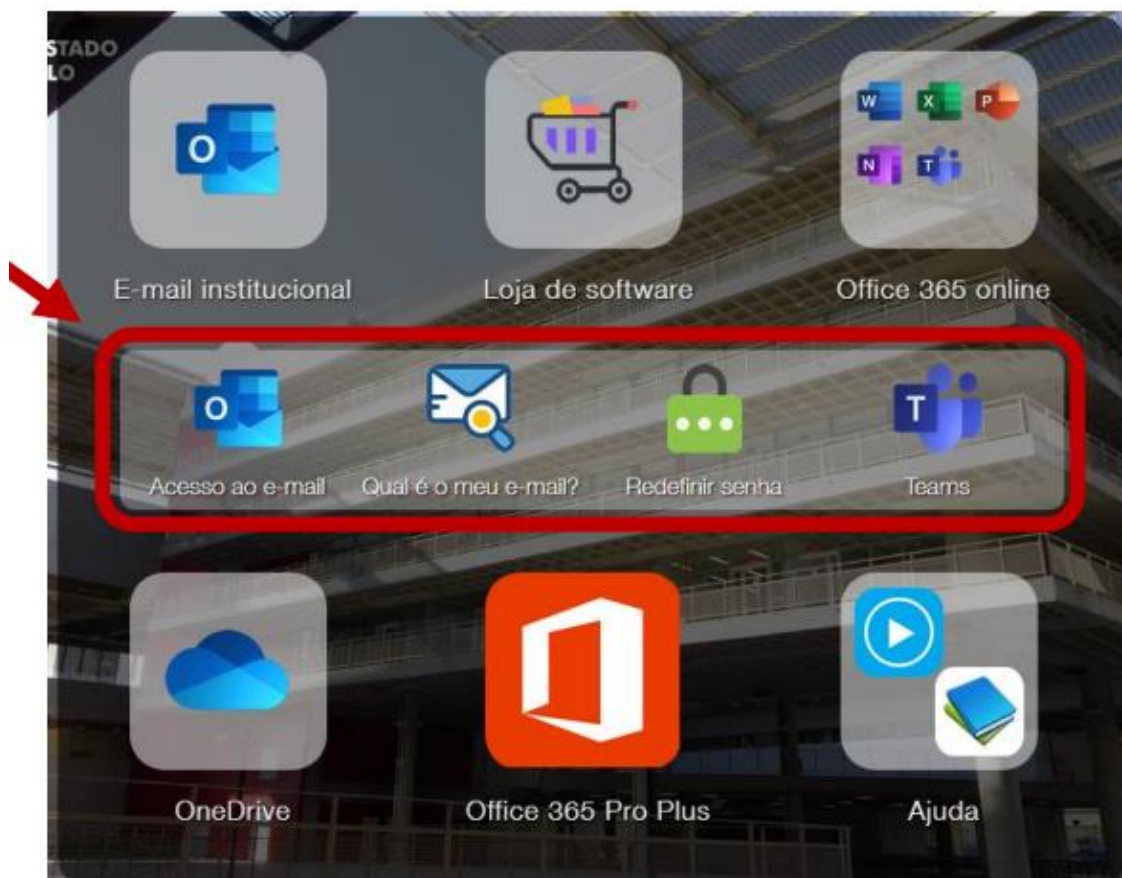 STADO
LO
O
W X P
N T
E-mail institucional Loja de software Office 365 online
O T
Acesso ao e-mail Qual é o meu e-mail? Redefinir senha Teams
OneDrive Office 365 Pro Plus Ajuda